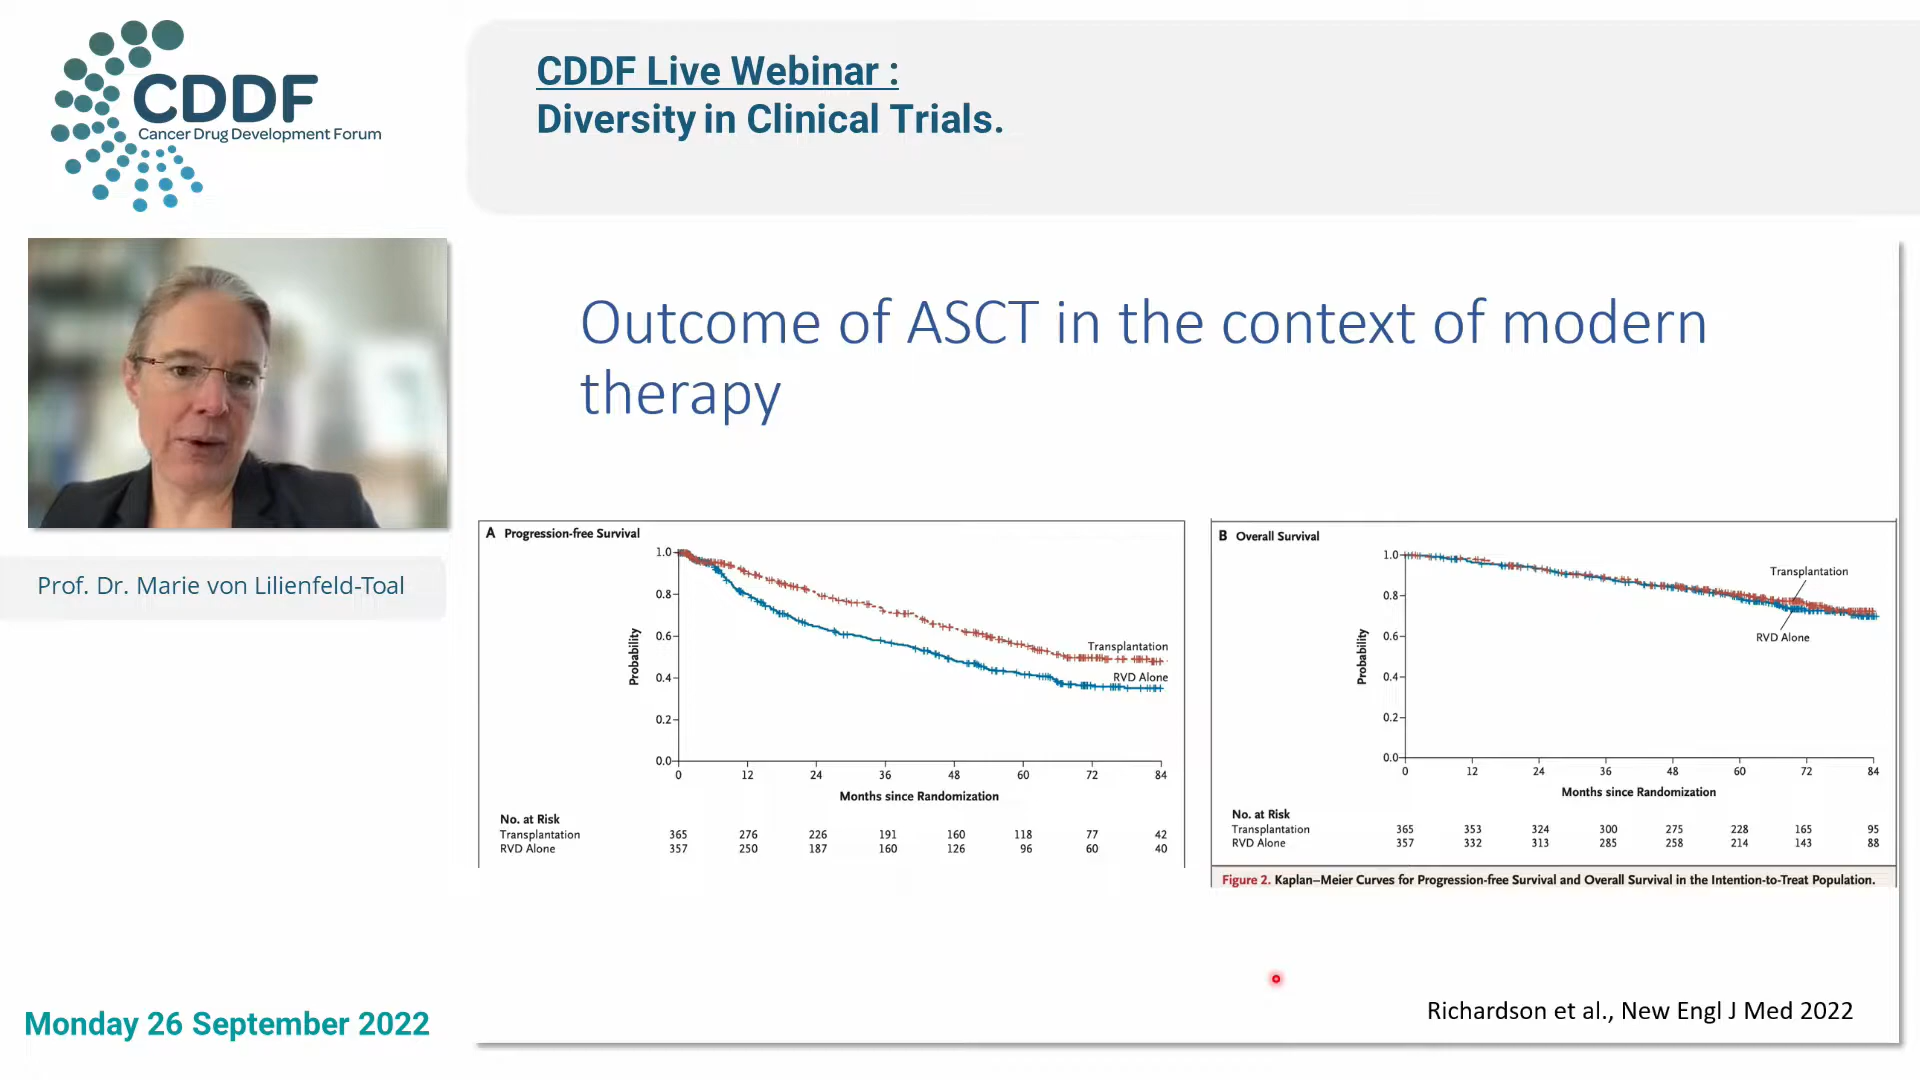 CDDF
Cancer Drug Development Forum
CDDF Live Webinar :
Diversity in Clinical Trials.
Prof. Dr. Marie von Lilienfeld-Toal
Monday 26 September 2022
Outcome of ASCT in the context of modern
therapy
A Progression-free Survival
1.0
0.8
0.6
0.4
0.2
0.0
Probability
Transplantation
RVD Alone
0 12 24 36 48 60 72 84
Months since Randomization
No. at Risk
Transplantation 365 276 226 191 160 118 77 42
RVD Alone 357 250 187 160 126 96 60 40
B Overall Survival
1.0
0.8
0.6
0.4
0.2
0.0
Probability
Transplantation
RVD Alone
0 12 24 36 48 60 72 84
Months since Randomization
No. at Risk
Transplantation 365 353 324 300 275 228 165 95
RVD Alone 357 332 313 285 258 214 143 88
Figure 2. Kaplan–Meier Curves for Progression-free Survival and Overall Survival in the Intention-to-Treat Population.
Richardson et al., New Engl J Med 2022